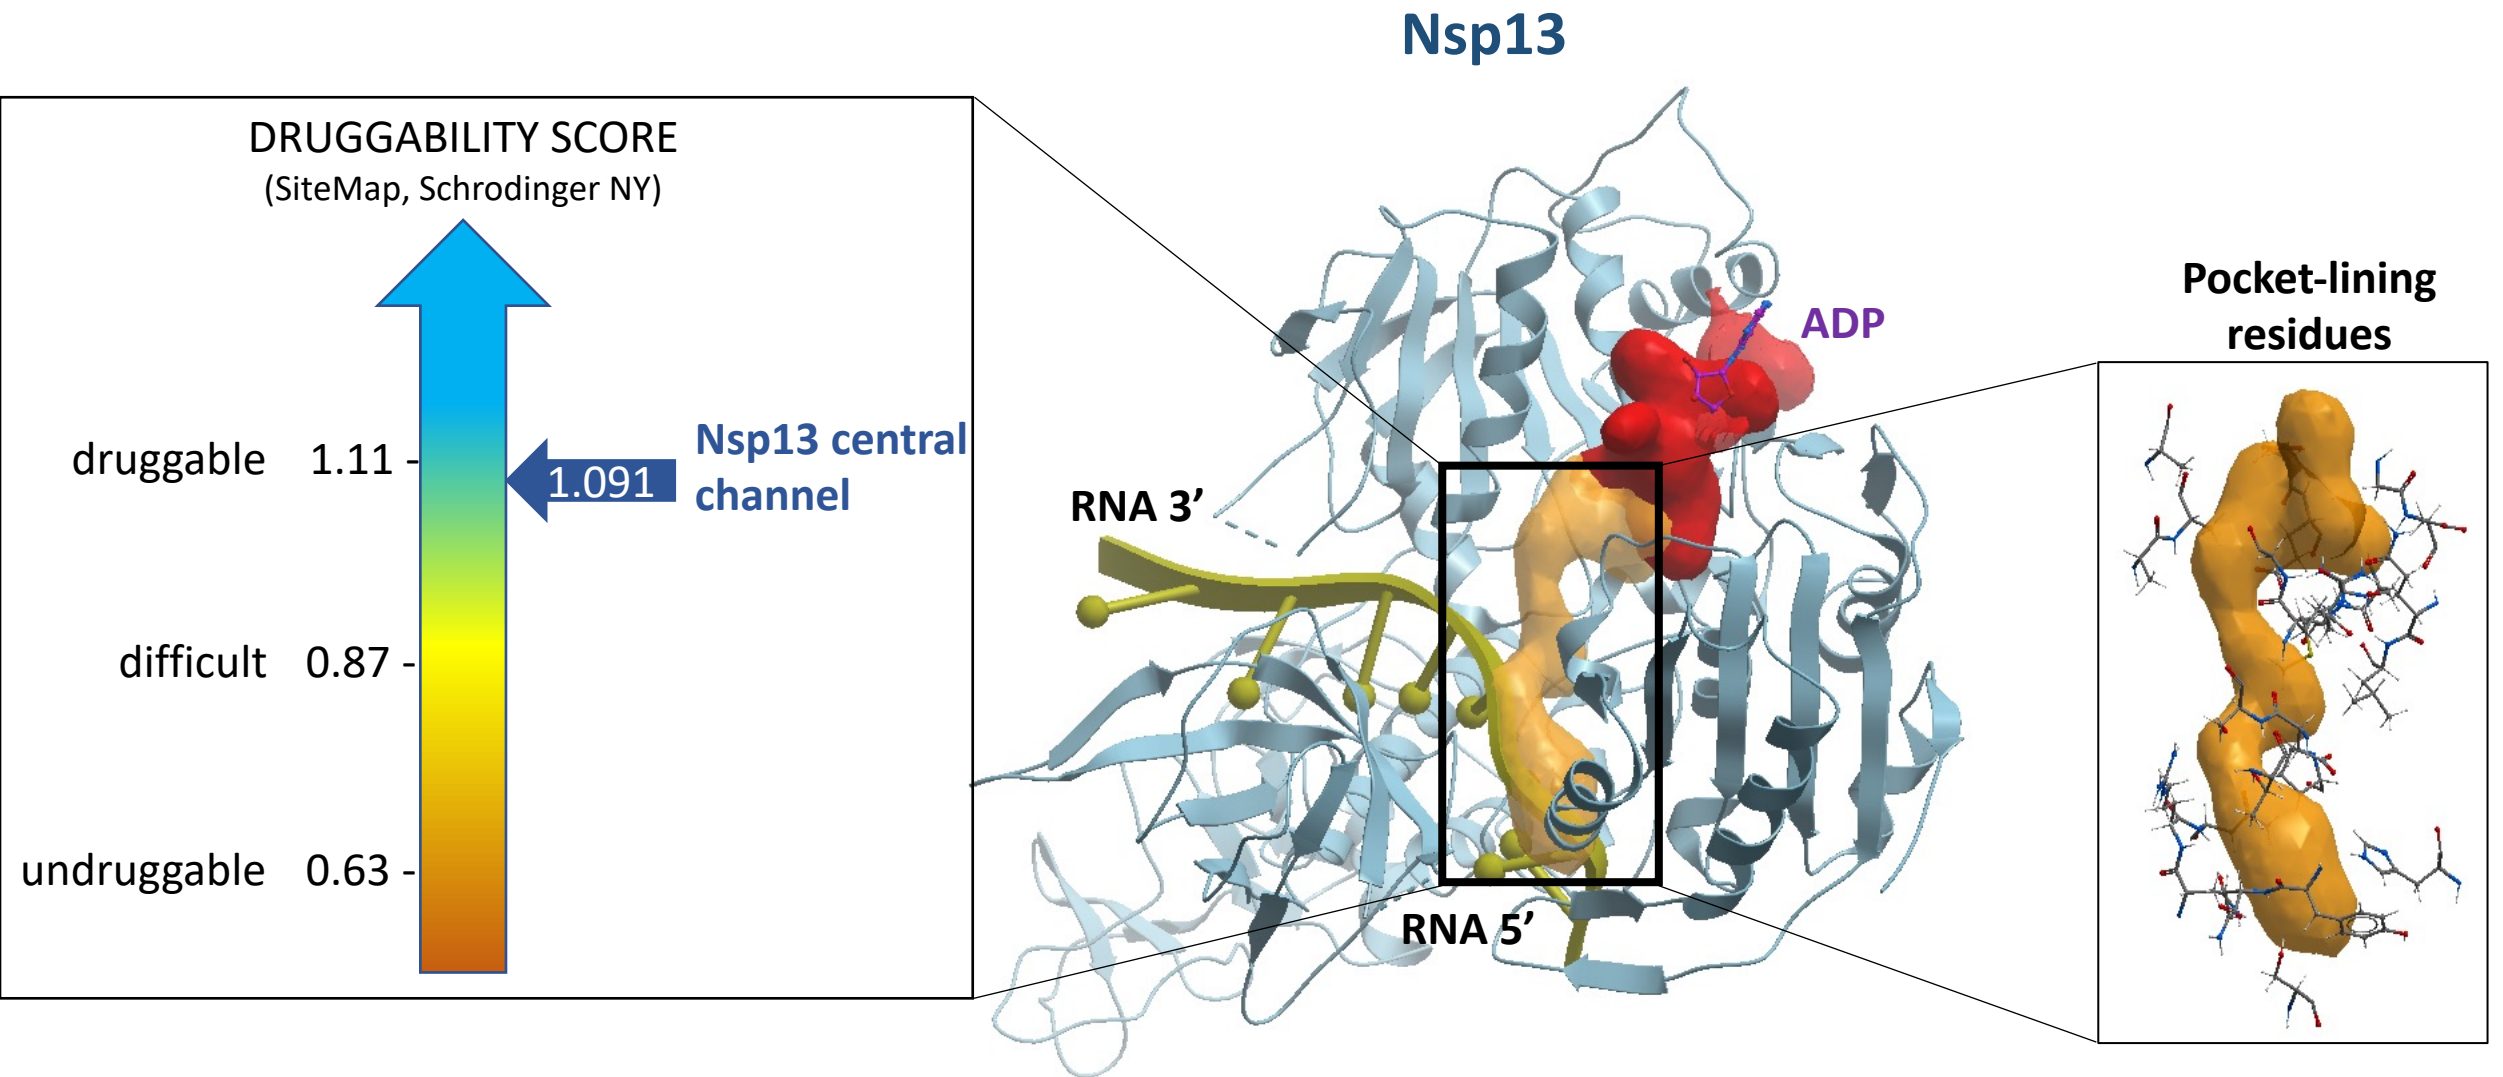 Nsp13
DRUGGABILITY SCORE
(SiteMap, Schrodinger NY)
druggable 1.11 -
difficult 0.87 -
undruggable 0.63 -
1.091
Nsp13 central
channel
RNA 3’
ADP
RNA 5’
Pocket-lining
residues